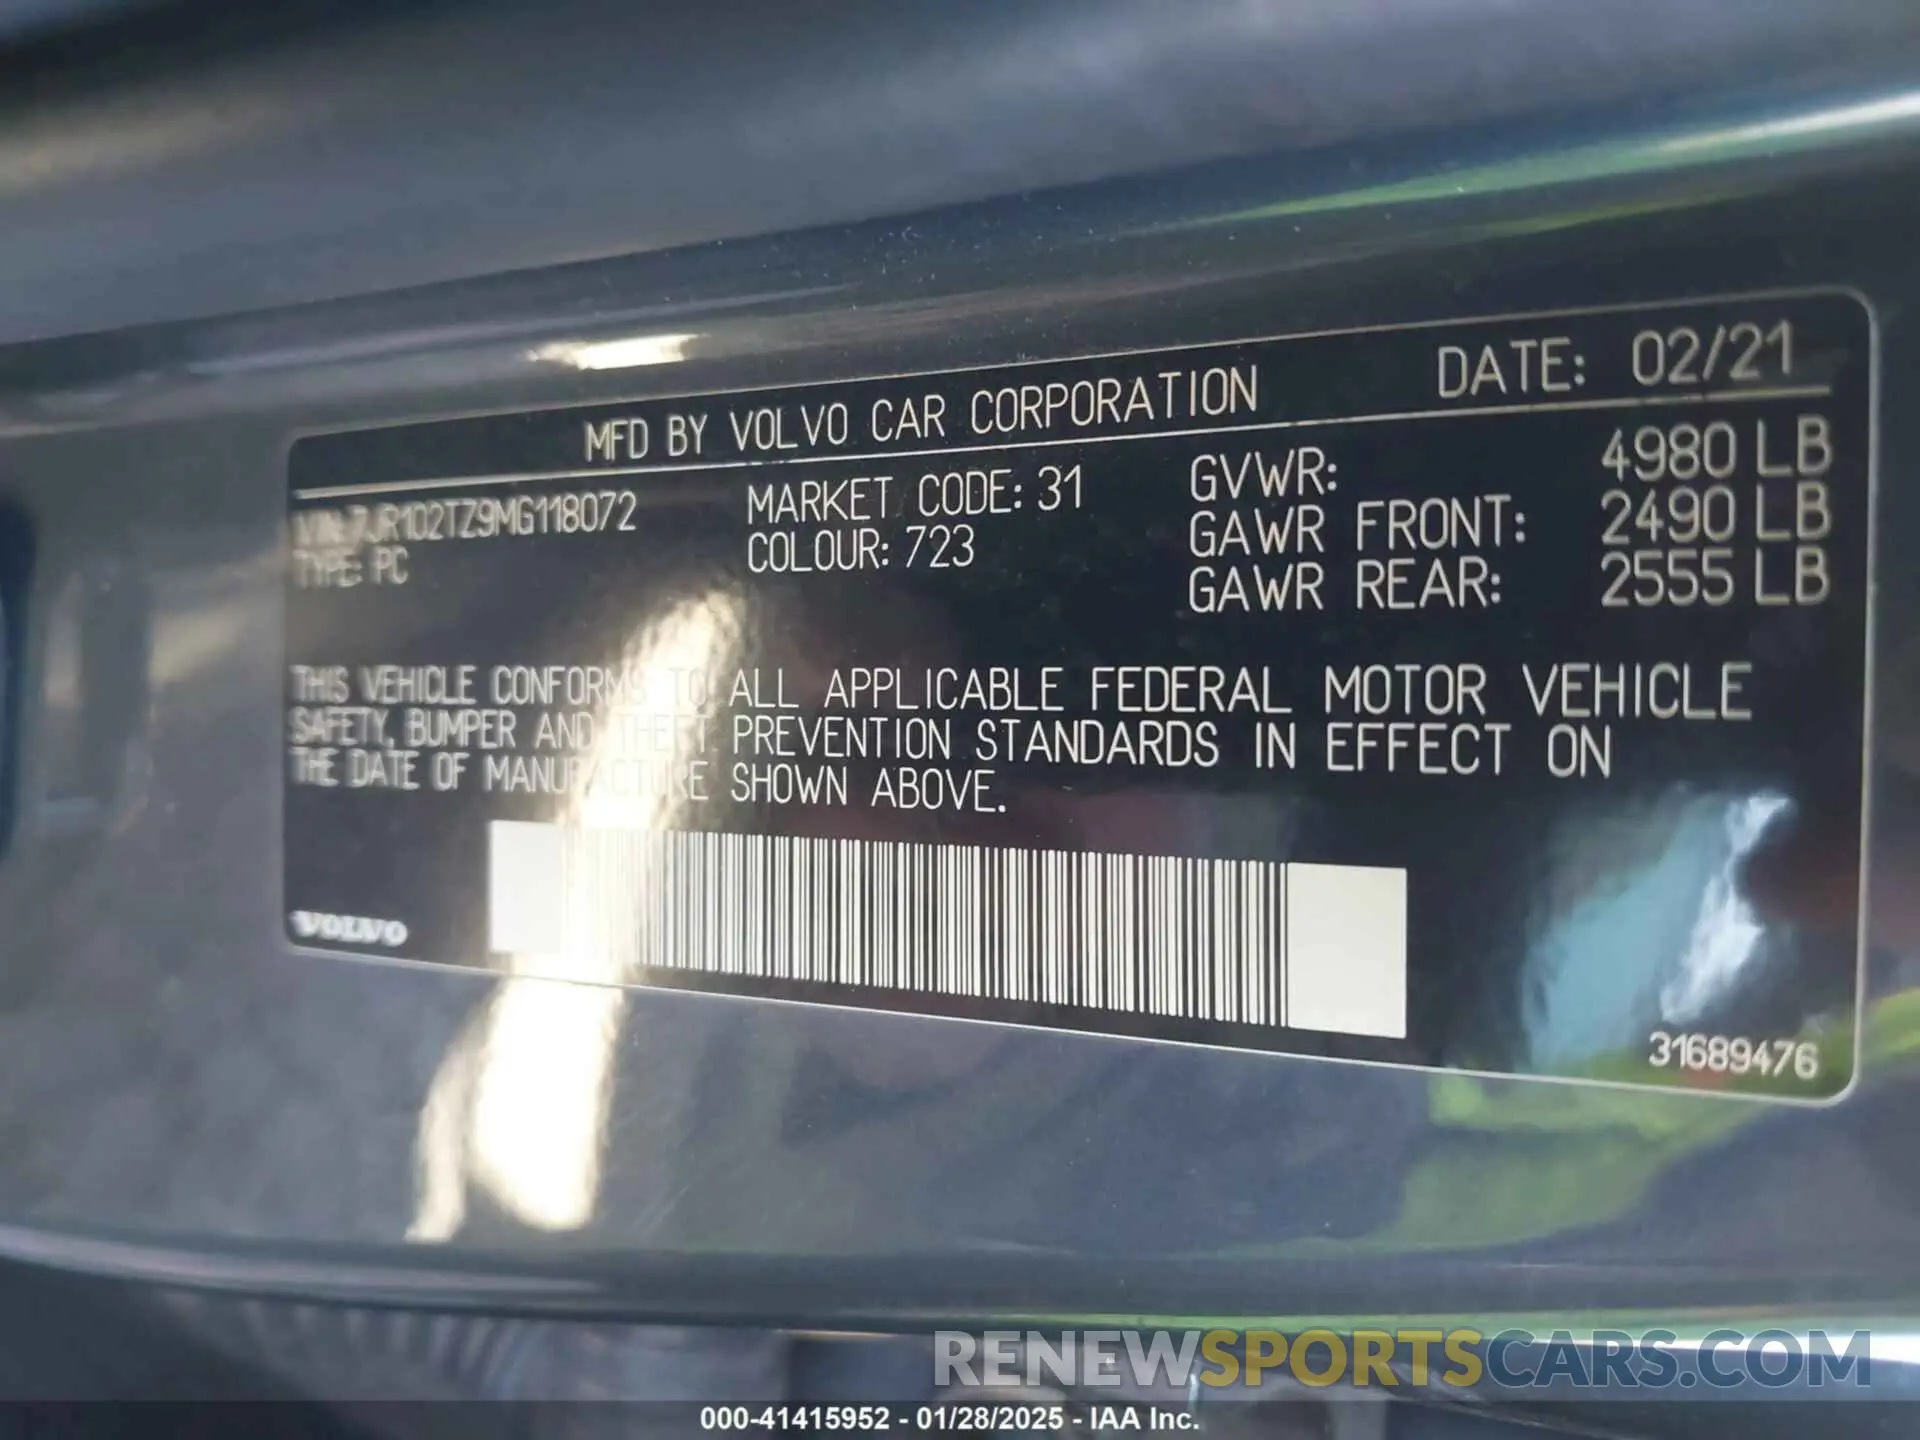 MFD BY VOLVO CAR CORPORATION DATE: 02/21
VIN: 7JR102TZ9MG118072 MARKET CODE: 31 GVWR: 4980 LB
TYPE: PC COLOUR: 723 GAWR FRONT: 2490 LB
GAWR REAR: 2555 LB
THIS VEHICLE CONFORMS TO ALL APPLICABLE FEDERAL MOTOR VEHICLE
SAFETY, BUMPER AND THEFT PREVENTION STANDARDS IN EFFECT ON
THE DATE OF MANUFACTURE SHOWN ABOVE.
VOLVO
31689476
RENEWSPORTSCARS.COM
000-41415952 - 01/28/2025 - IAA Inc.